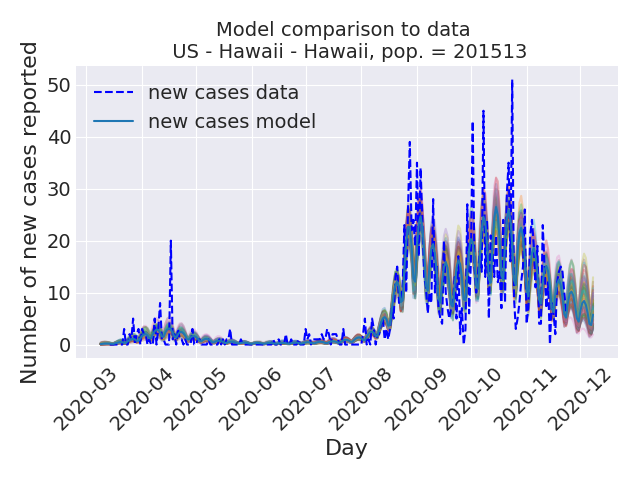 Model comparison to data
US - Hawaii - Hawaii, pop. = 201513
Number of new cases reported
50
40
30
20
10
0
new cases data
new cases model
2020-03
2020-04
2020-05
2020-06
2020-07
2020-08
2020-09
2020-10
2020-11
2020-12
Day